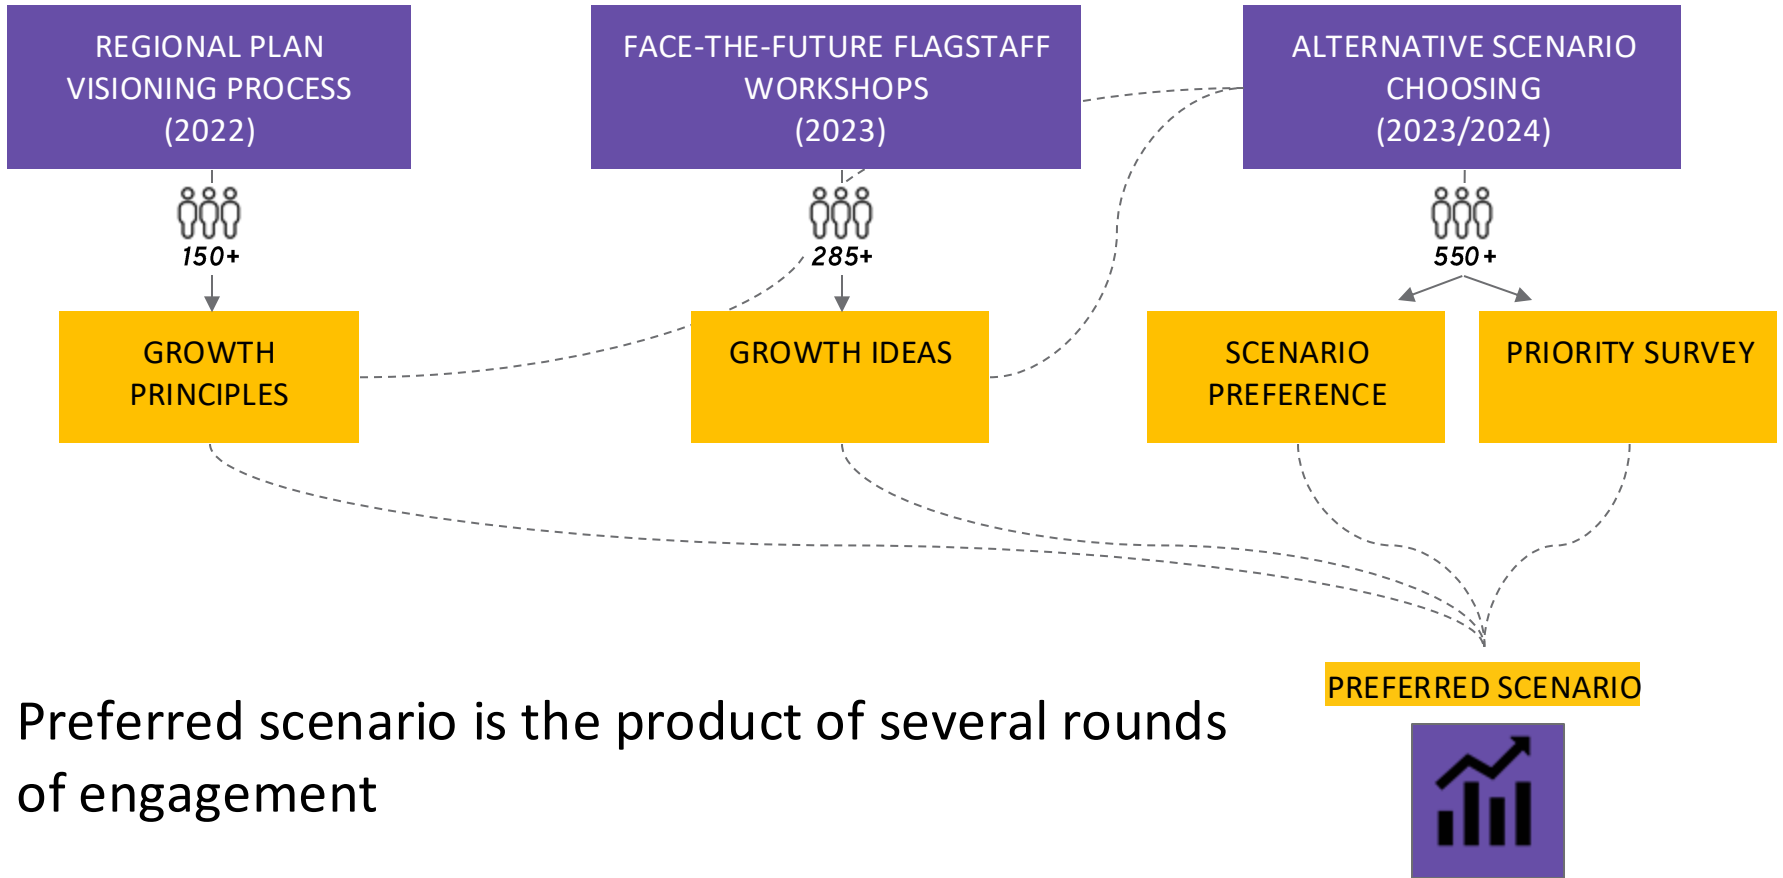 REGIONAL PLAN
VISIONING PROCESS
(2022)
FACE-THE-FUTURE FLAGSTAFF
WORKSHOPS
(2023)
ALTERNATIVE SCENARIO
CHOOSING
(2023/2024)
150+
285+
550+
GROWTH
PRINCIPLES
GROWTH IDEAS
SCENARIO
PREFERENCE
PRIORITY SURVEY
PREFERRED SCENARIO
Preferred scenario is the product of several rounds
of engagement